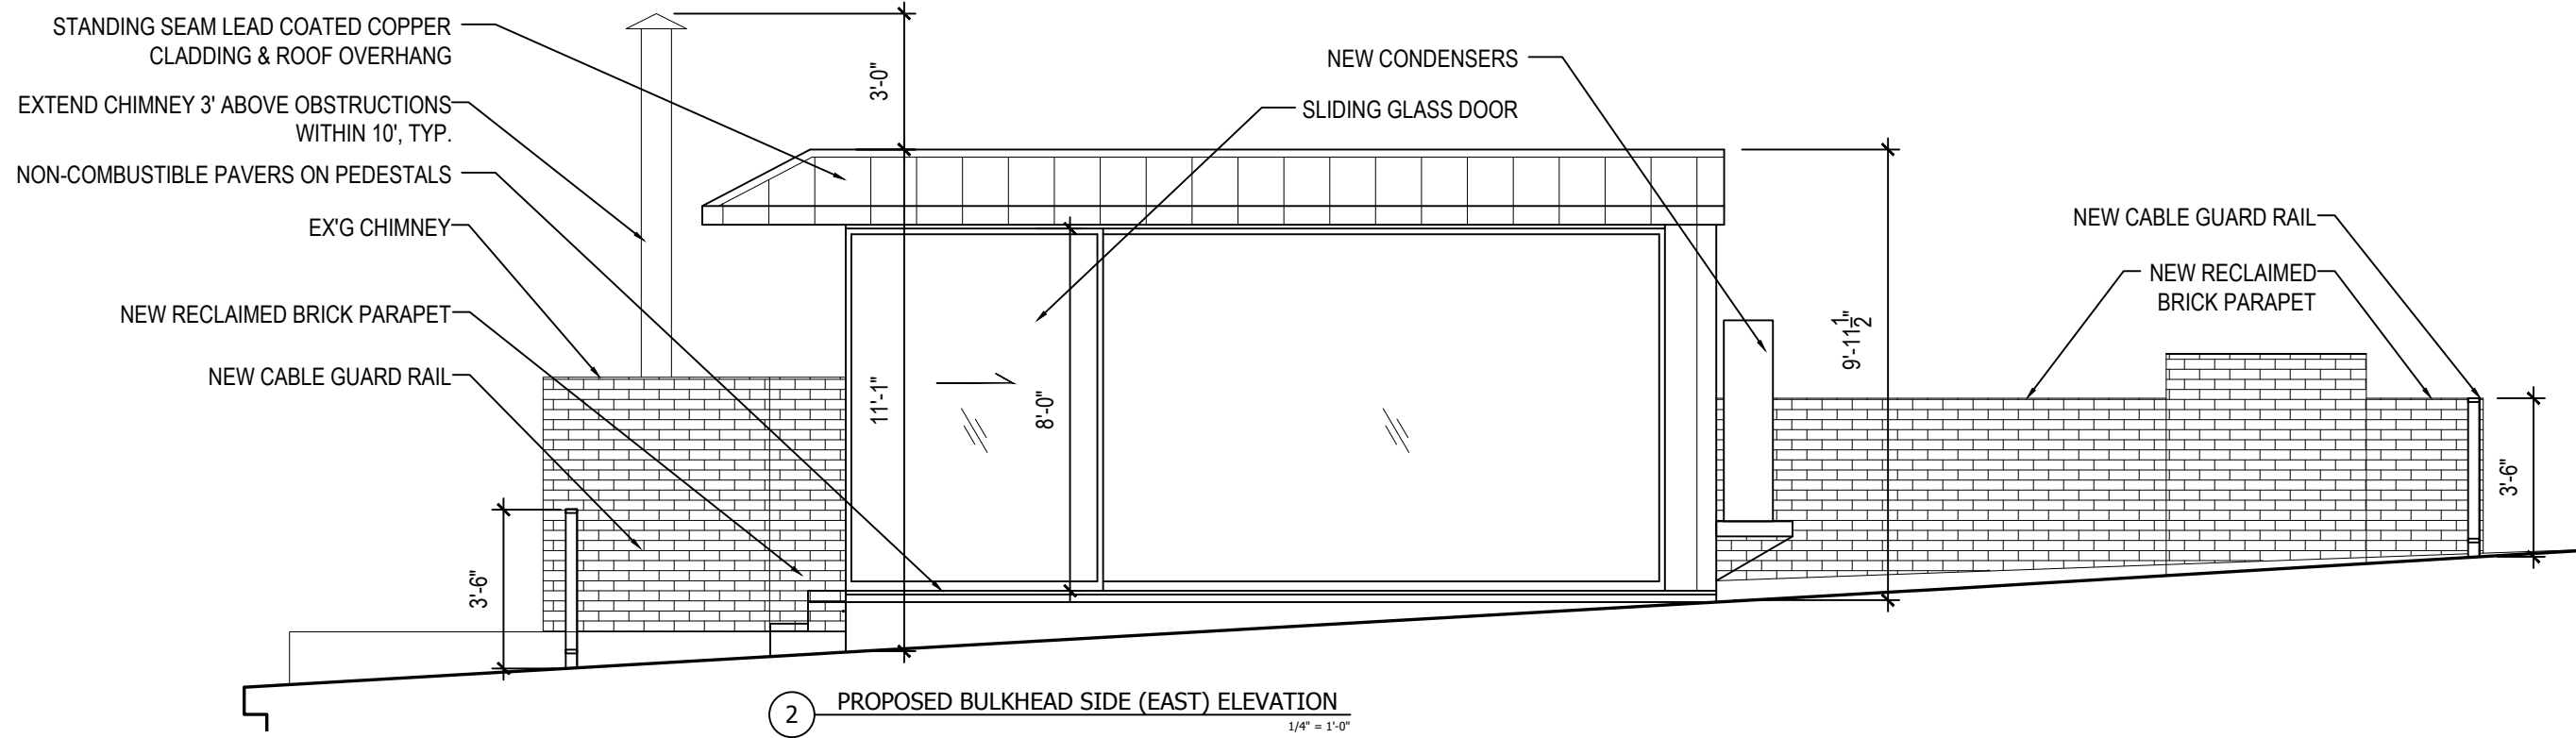 STANDING SEAM LEAD COATED COPPER
CLADDING & ROOF OVERHANG
EXTEND CHIMNEY 3' ABOVE OBSTRUCTIONS
WITHIN 10', TYP.
NON-COMBUSTIBLE PAVERS ON PEDESTALS
EX'G CHIMNEY
NEW RECLAIMED BRICK PARAPET
NEW CABLE GUARD RAIL
3'-6"
3'-0"
11'-1"
8'-0"
NEW CONDENSERS
SLIDING GLASS DOOR
9'-11 1/2"
NEW CABLE GUARD RAIL
NEW RECLAIMED
BRICK PARAPET
3'-6"
2
PROPOSED BULKHEAD SIDE (EAST) ELEVATION
1/4" = 1'-0"